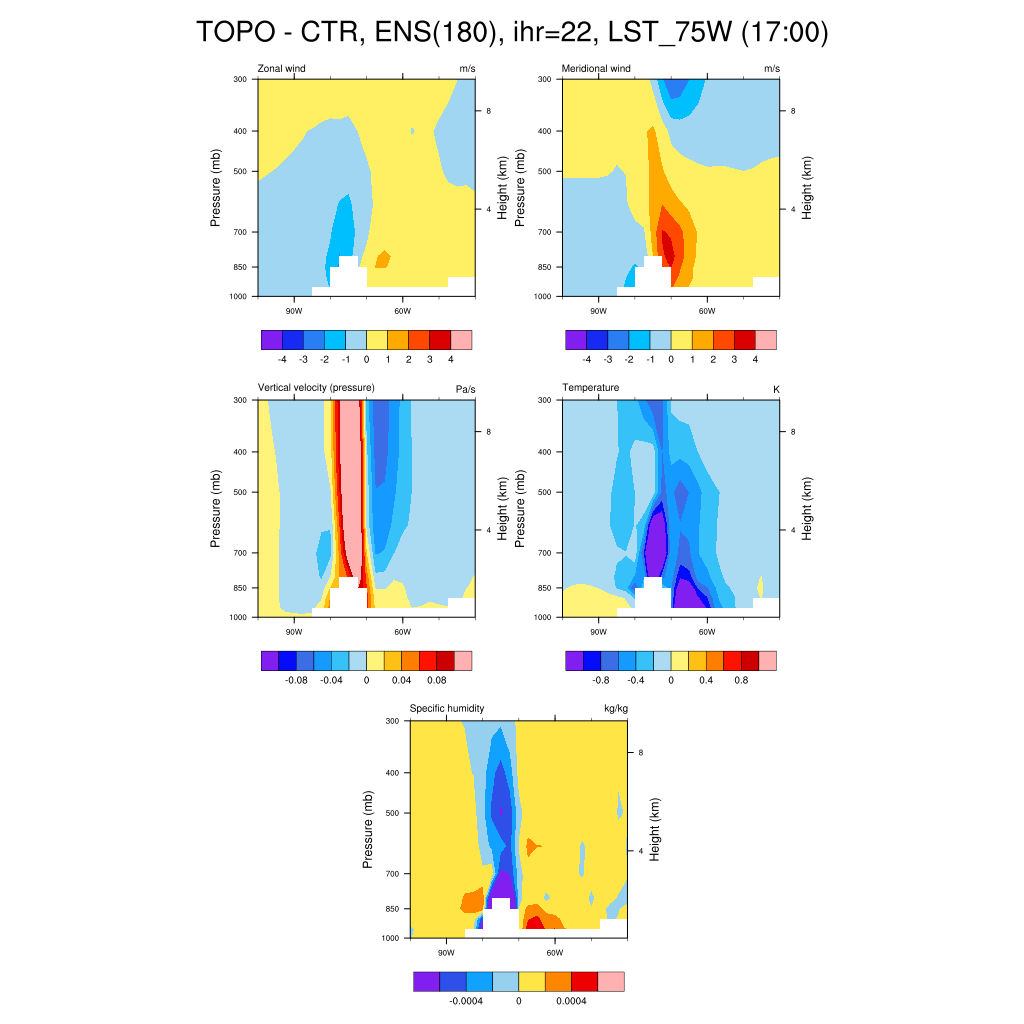 TOPO - CTR, ENS(180), ihr=22, LST_75W (17:00)
Zonal wind m/s
300
400
500
700
850
1000
Pressure (mb)
8
4
Height (km)
90W 60W
-4 -3 -2 -1 0 1 2 3 4
Meridional wind m/s
300
400
500
700
850
1000
Pressure (mb)
8
4
Height (km)
90W 60W
-4 -3 -2 -1 0 1 2 3 4
Vertical velocity (pressure) Pa/s
300
400
500
700
850
1000
Pressure (mb)
8
4
Height (km)
90W 60W
-0.08 -0.04 0 0.04 0.08
Temperature K
300
400
500
700
850
1000
Pressure (mb)
8
4
Height (km)
90W 60W
-0.8 -0.4 0 0.4 0.8
Specific humidity kg/kg
300
400
500
700
850
1000
Pressure (mb)
8
4
Height (km)
90W 60W
-0.0004 0 0.0004